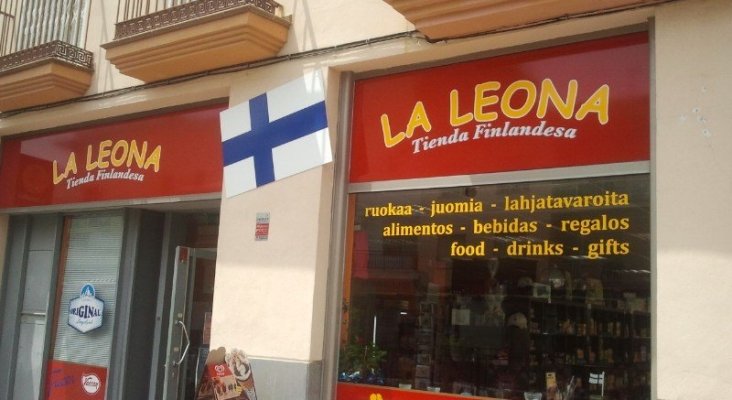 LA LEONA
Tienda Finlandesa
LA LEONA
Tienda Finlandesa
ruokaa - juomia - lahjatavaroita
alimentos - bebidas - regalos
food - drinks - gifts
ORIGINAL